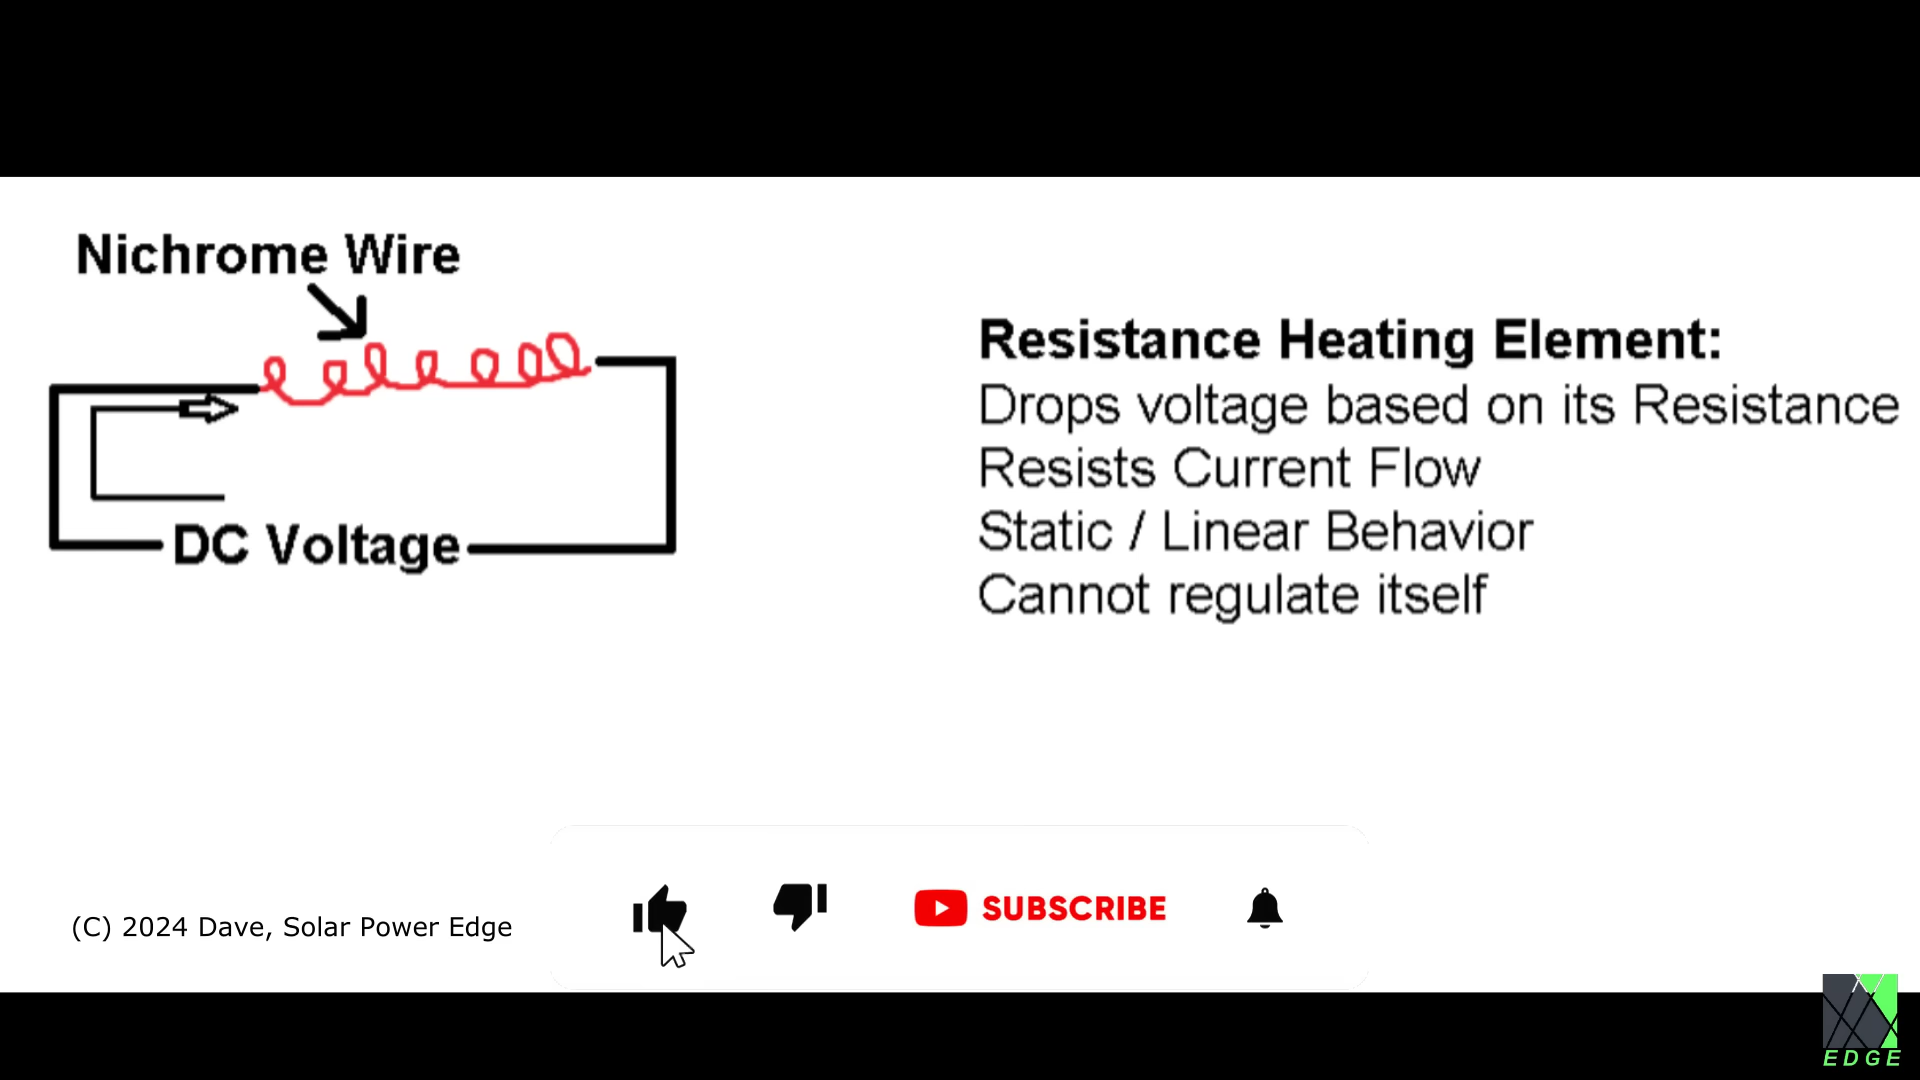 Nichrome Wire
DC Voltage
Resistance Heating Element:
Drops voltage based on its Resistance
Resists Current Flow
Static / Linear Behavior
Cannot regulate itself
(C) 2024 Dave, Solar Power Edge
SUBSCRIBE
EDGE